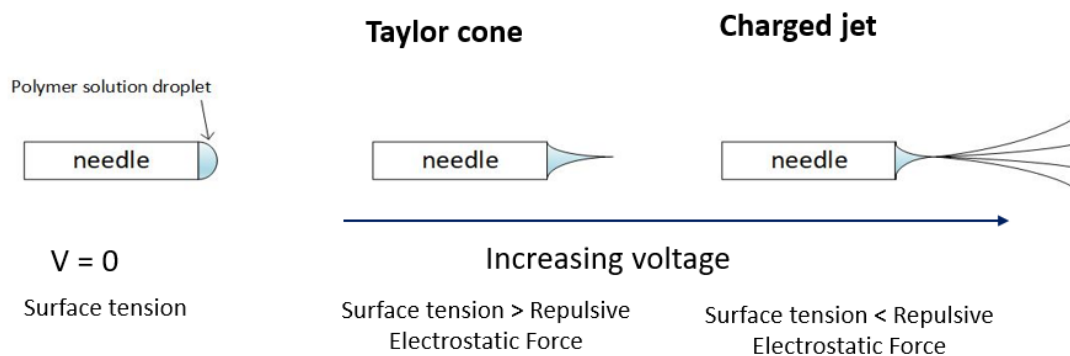 Taylor cone
Charged jet
Polymer solution droplet
needle
needle
needle
V = 0
Increasing voltage
Surface tension
Surface tension > Repulsive
Electrostatic Force
Surface tension < Repulsive
Electrostatic Force